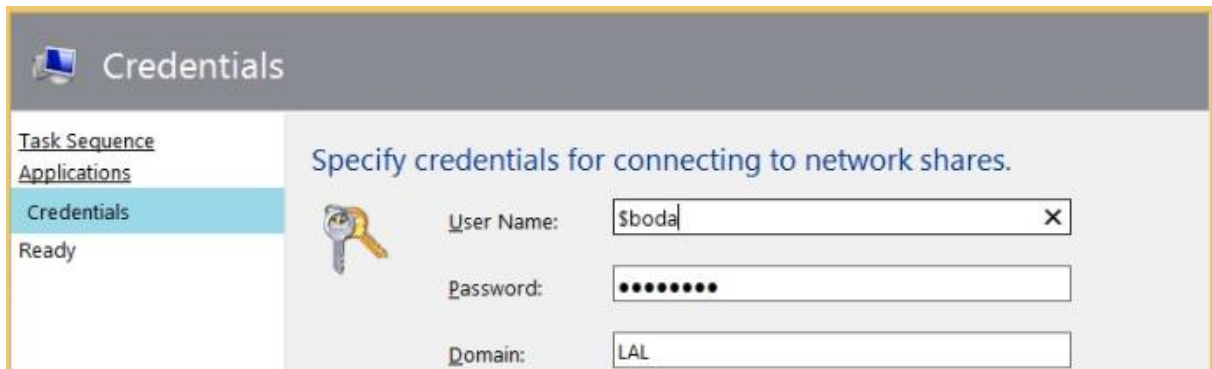 Credentials
Task Sequence
Applications
Credentials
Ready
Specify credentials for connecting to network shares.
User Name: $boda
Password: ●●●●●●●●
Domain: LAL